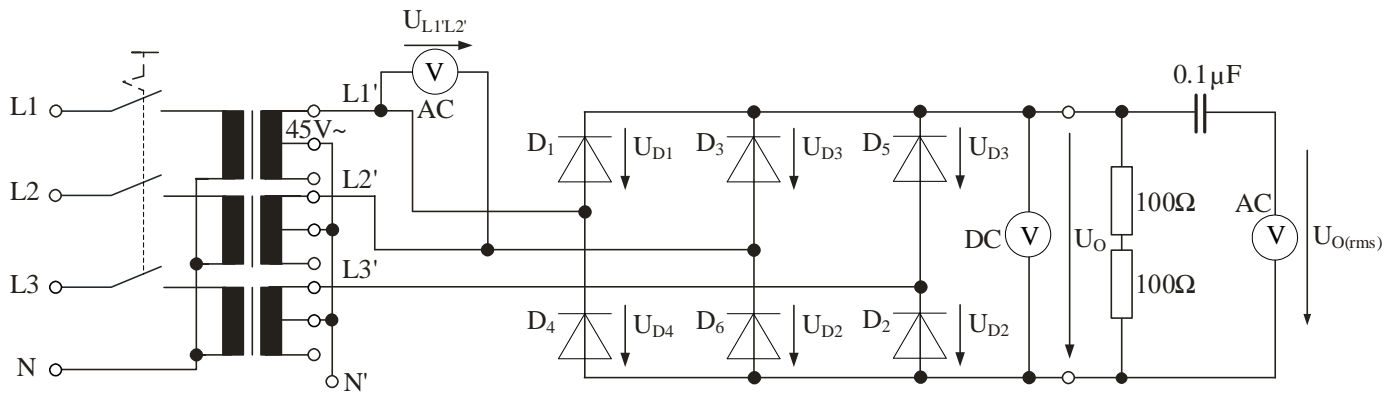 U_L1'L2'
V
AC
0.1µF
L1
L1'
45V~
L2
L2'
L3
L3'
N
N'
D1
U_D1
D3
U_D3
D5
U_D3
D4
U_D4
D6
U_D2
D2
U_D2
DC
V
U_O
100Ω
100Ω
AC
V
U_O(rms)